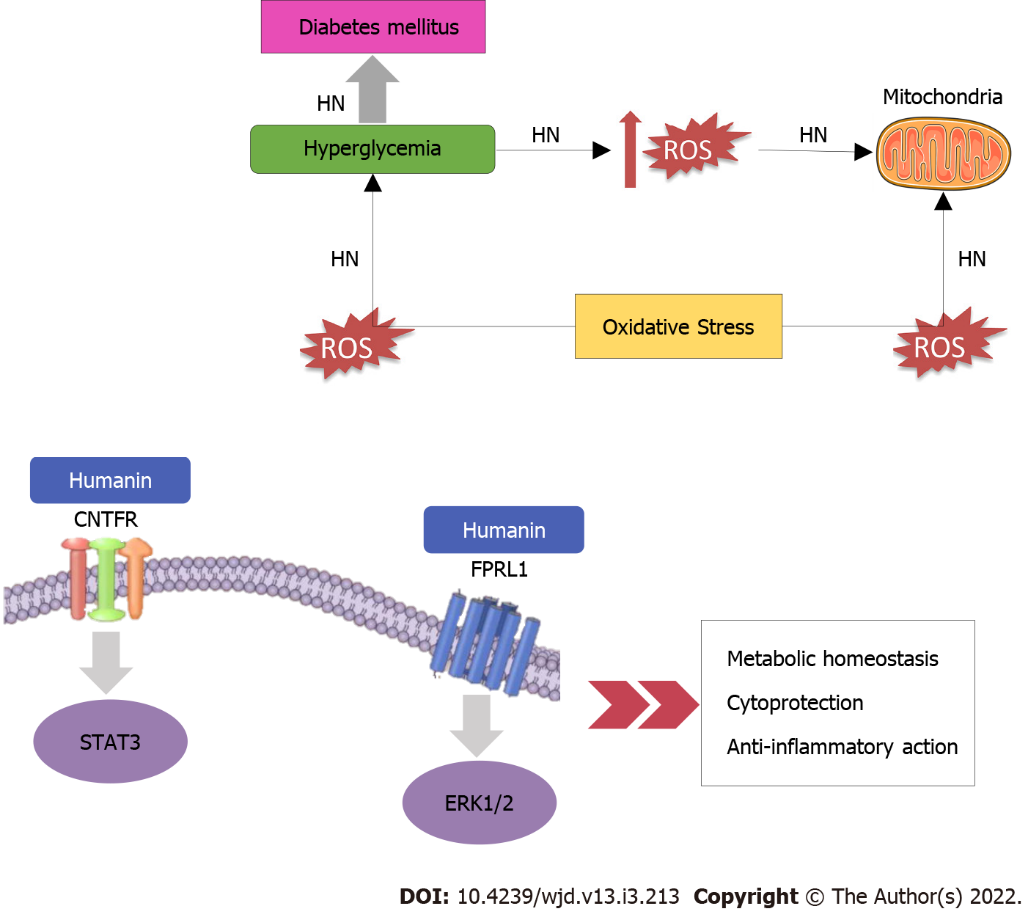 Diabetes mellitus
HN
Mitochondria
Hyperglycemia
HN
ROS
HN
HN
HN
ROS
Oxidative Stress
ROS
Humanin
CNTFR
Humanin
FPRL1
STAT3
ERK1/2
Metabolic homeostasis
Cytoprotection
Anti-inflammatory action
DOI: 10.4239/wjd.v13.i3.213 Copyright © The Author(s) 2022.